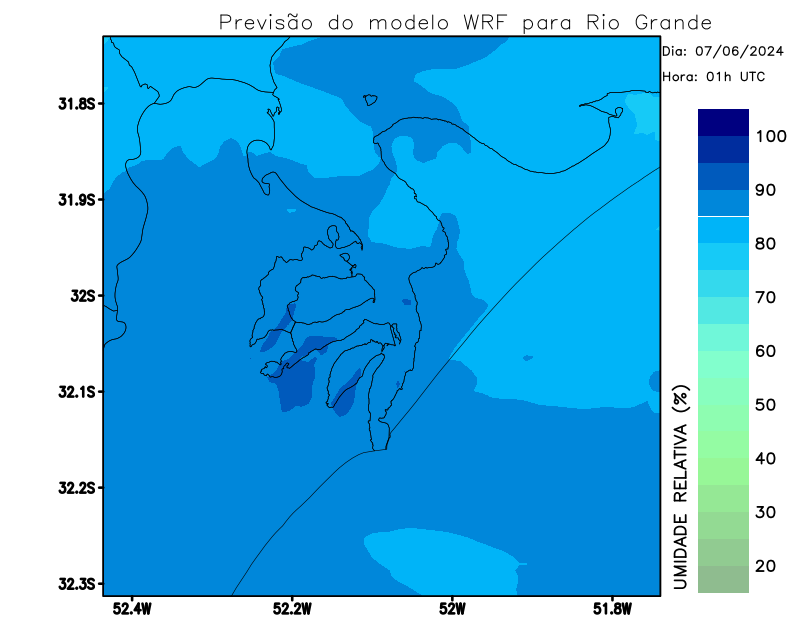 Previsão do modelo WRF para Rio Grande
Dia: 07/06/2024
Hora: 01h UTC
31.8S
31.9S
32S
32.1S
32.2S
32.3S
52.4W
52.2W
52W
51.8W
UMIDADE RELATIVA (%)
100
90
80
70
60
50
40
30
20